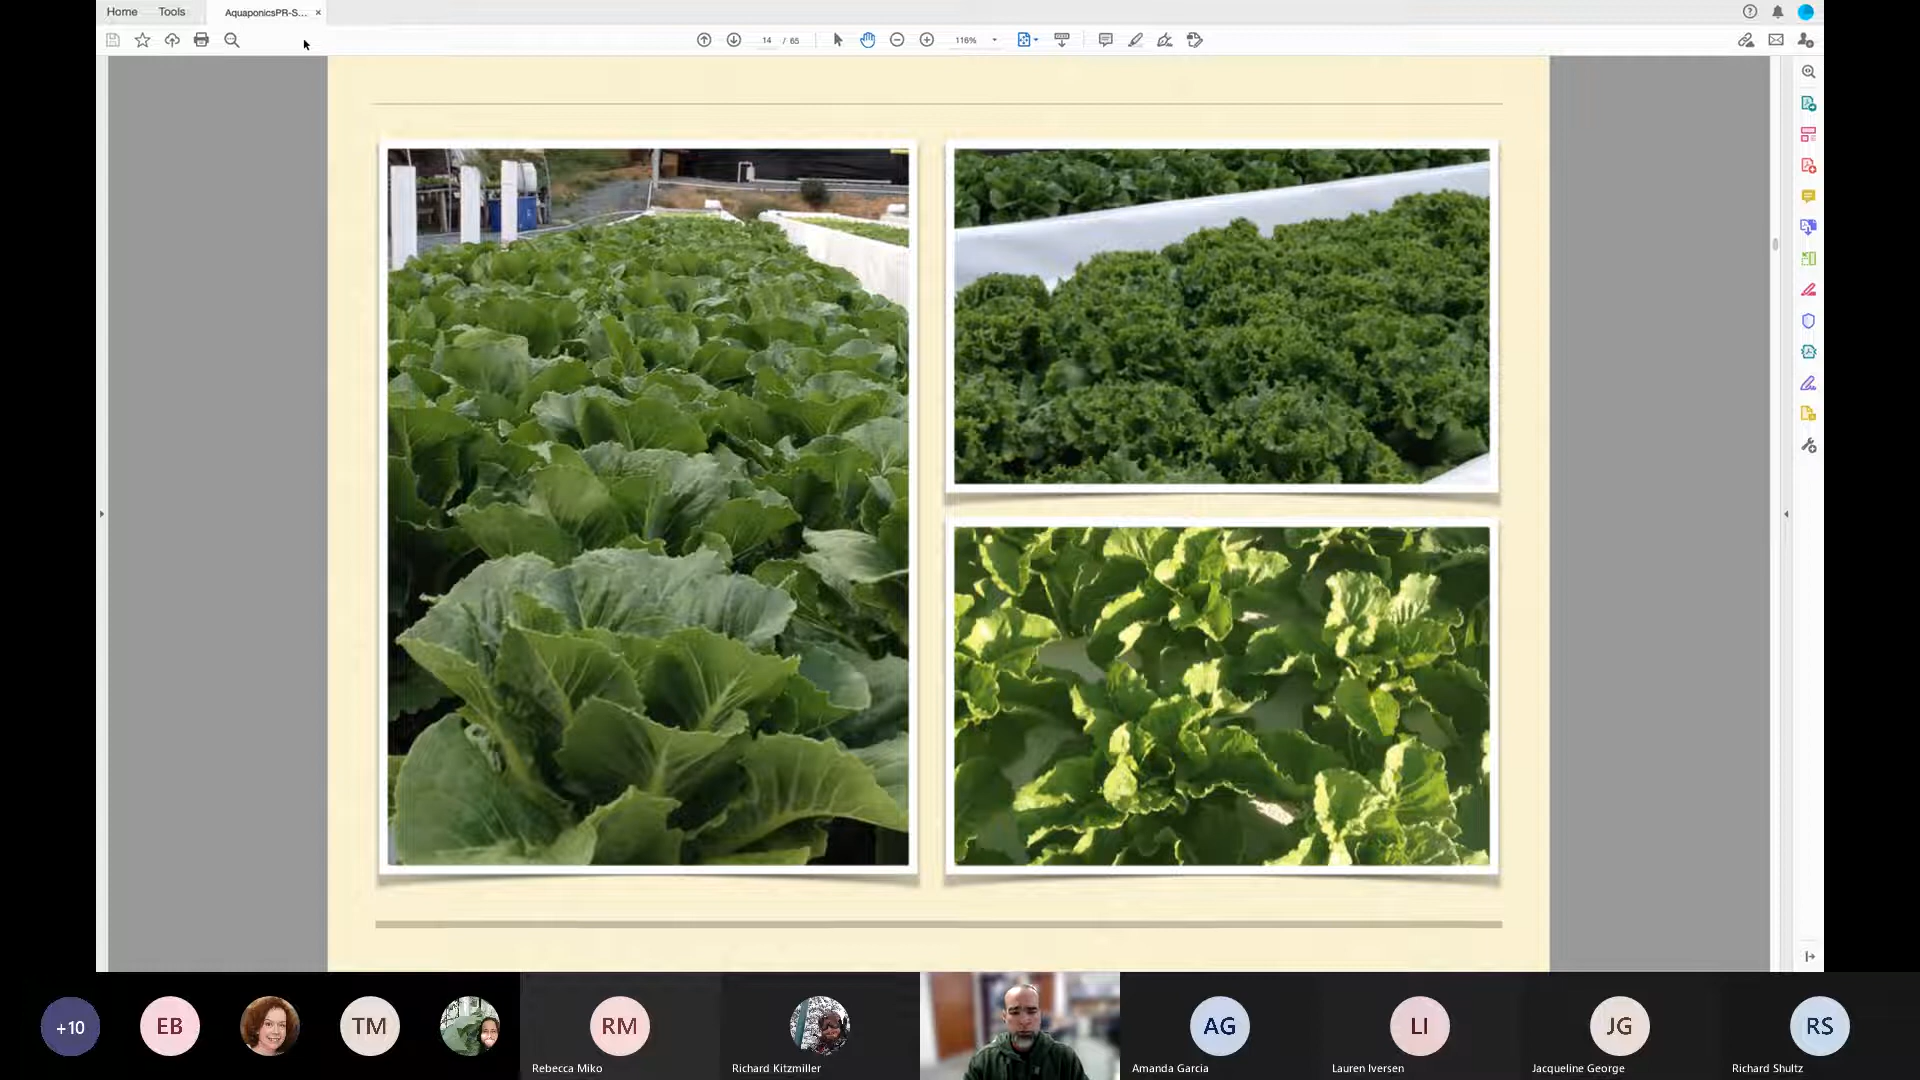 Home Tools AquaponicsPR-S... ×
14 / 65 116%
+10 EB TM RM AG LI JG RS
Rebecca Miko Richard Kitzmiller Amanda Garcia Lauren Iversen Jacqueline George Richard Shultz